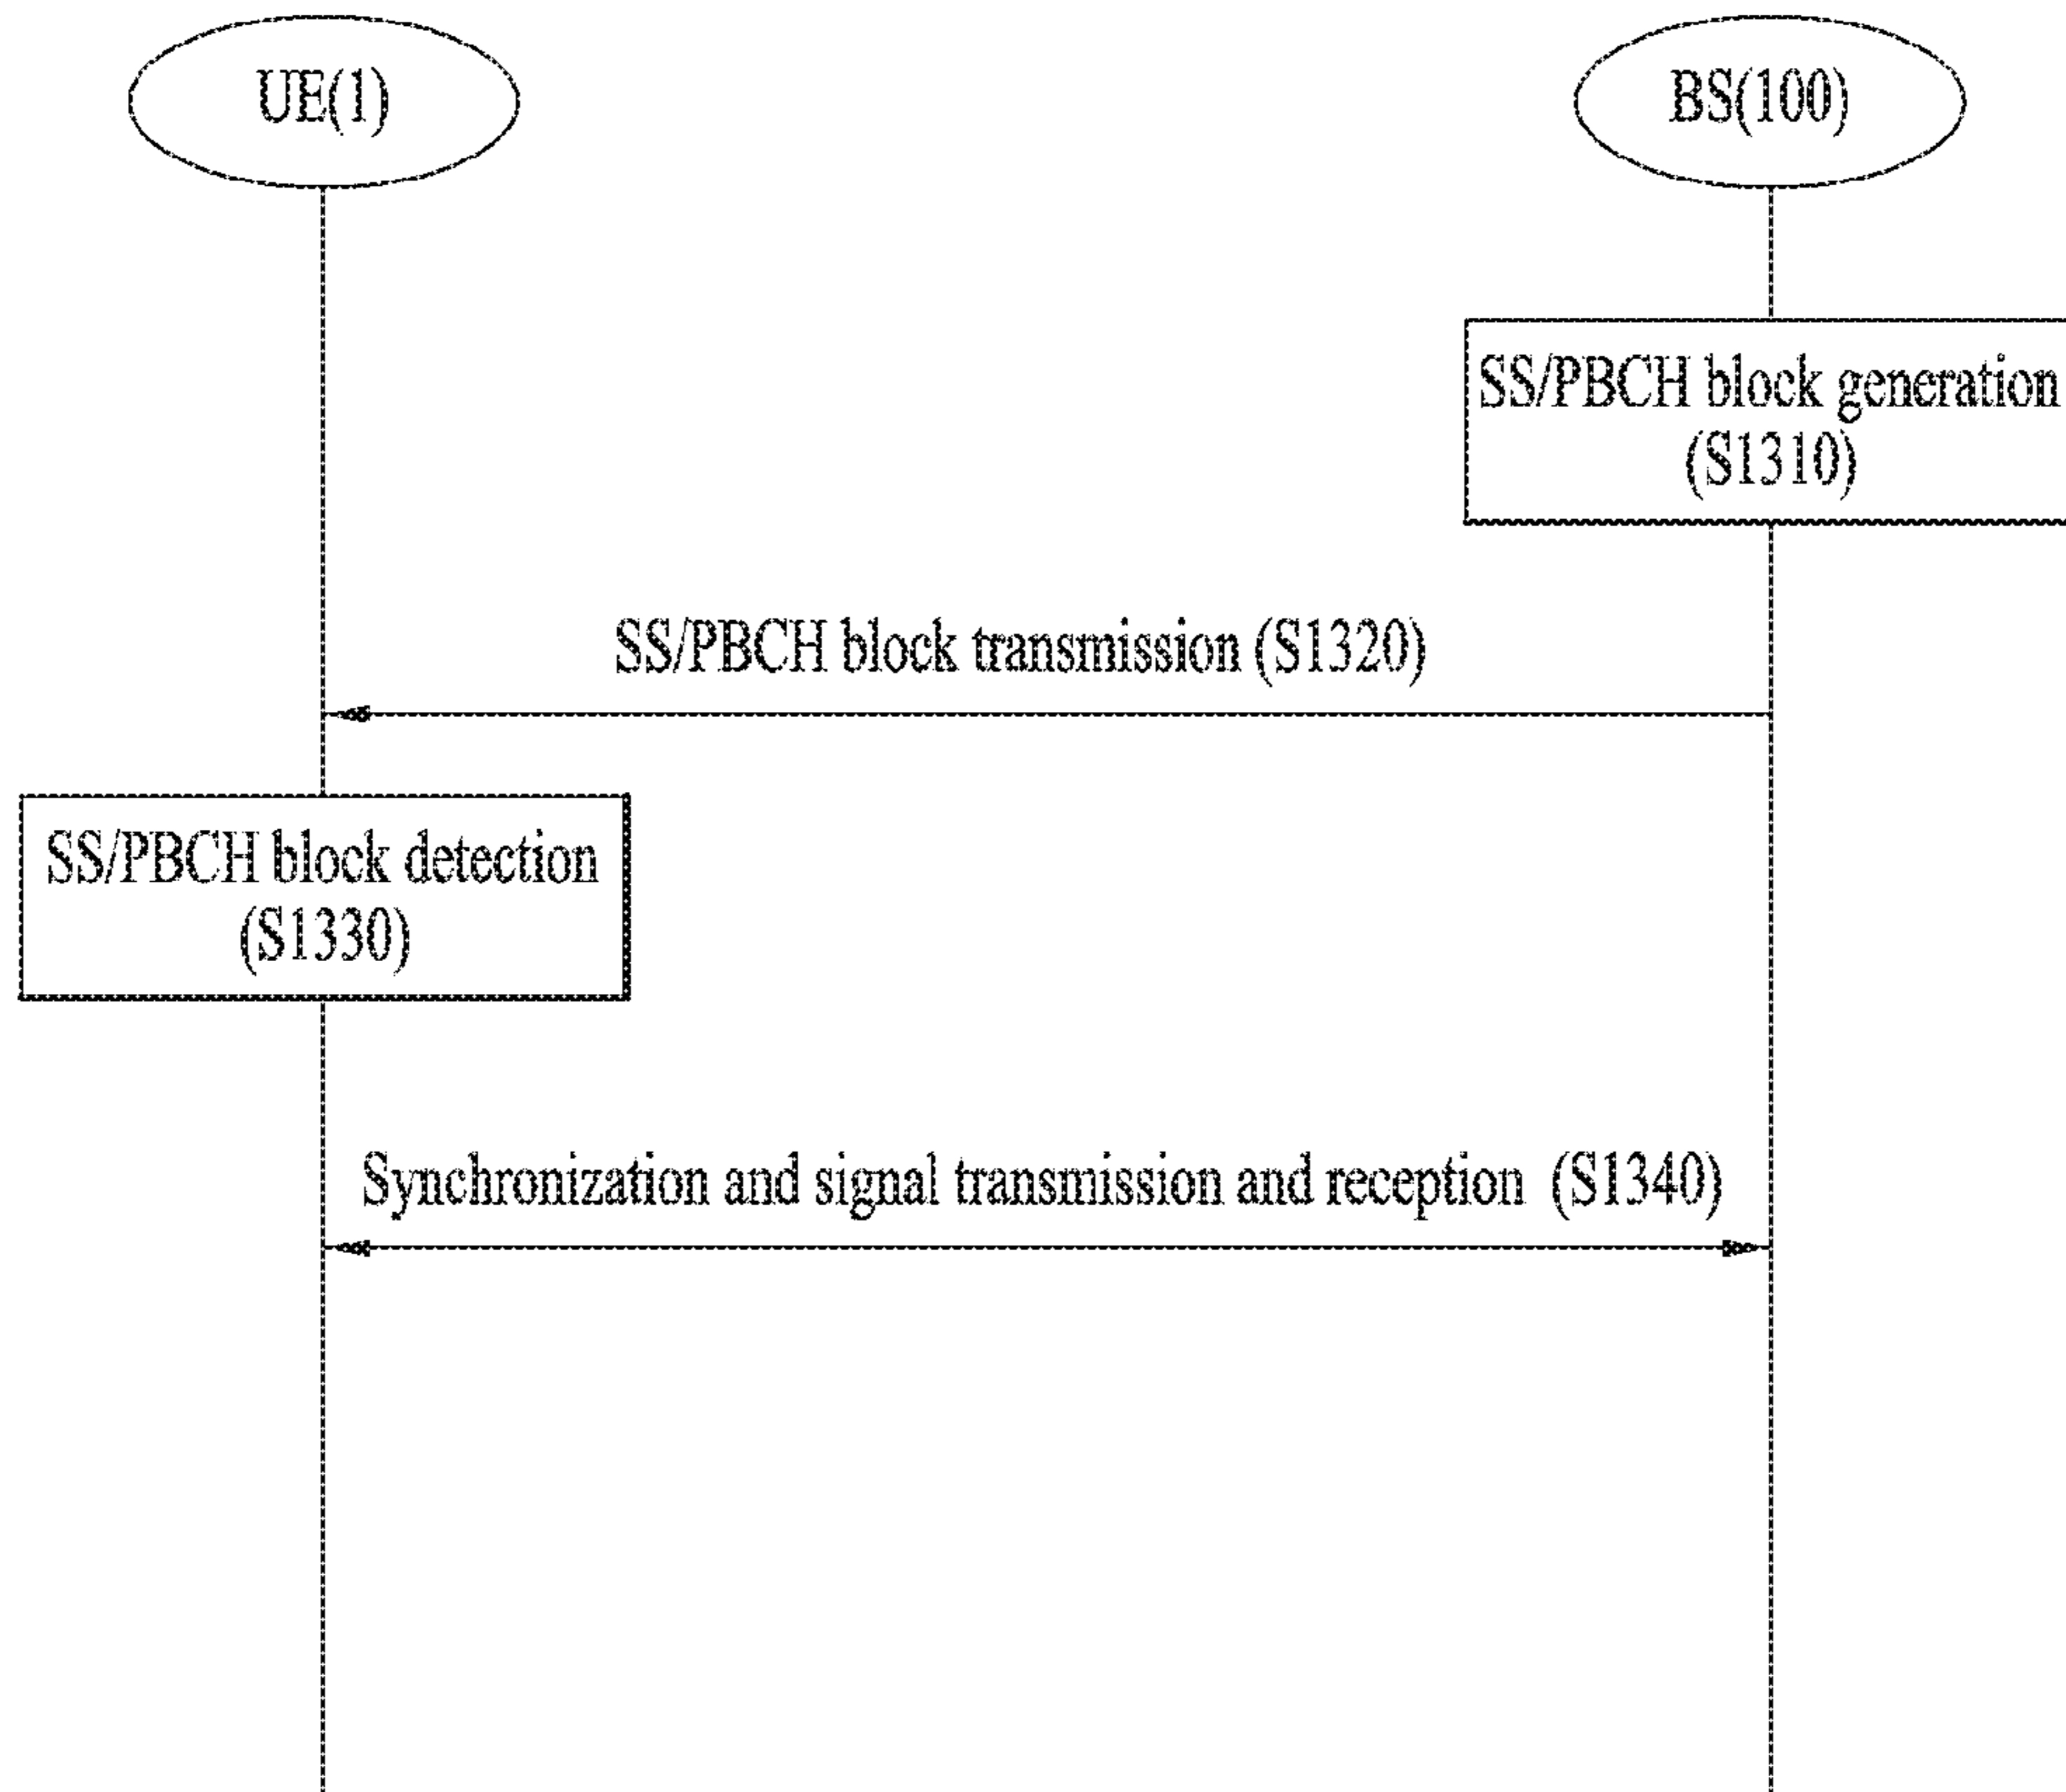 UE(1)
BS(100)
SS/PBCH block generation
(S1310)
SS/PBCH block transmission (S1320)
SS/PBCH block detection
(S1330)
Synchronization and signal transmission and reception (S1340)